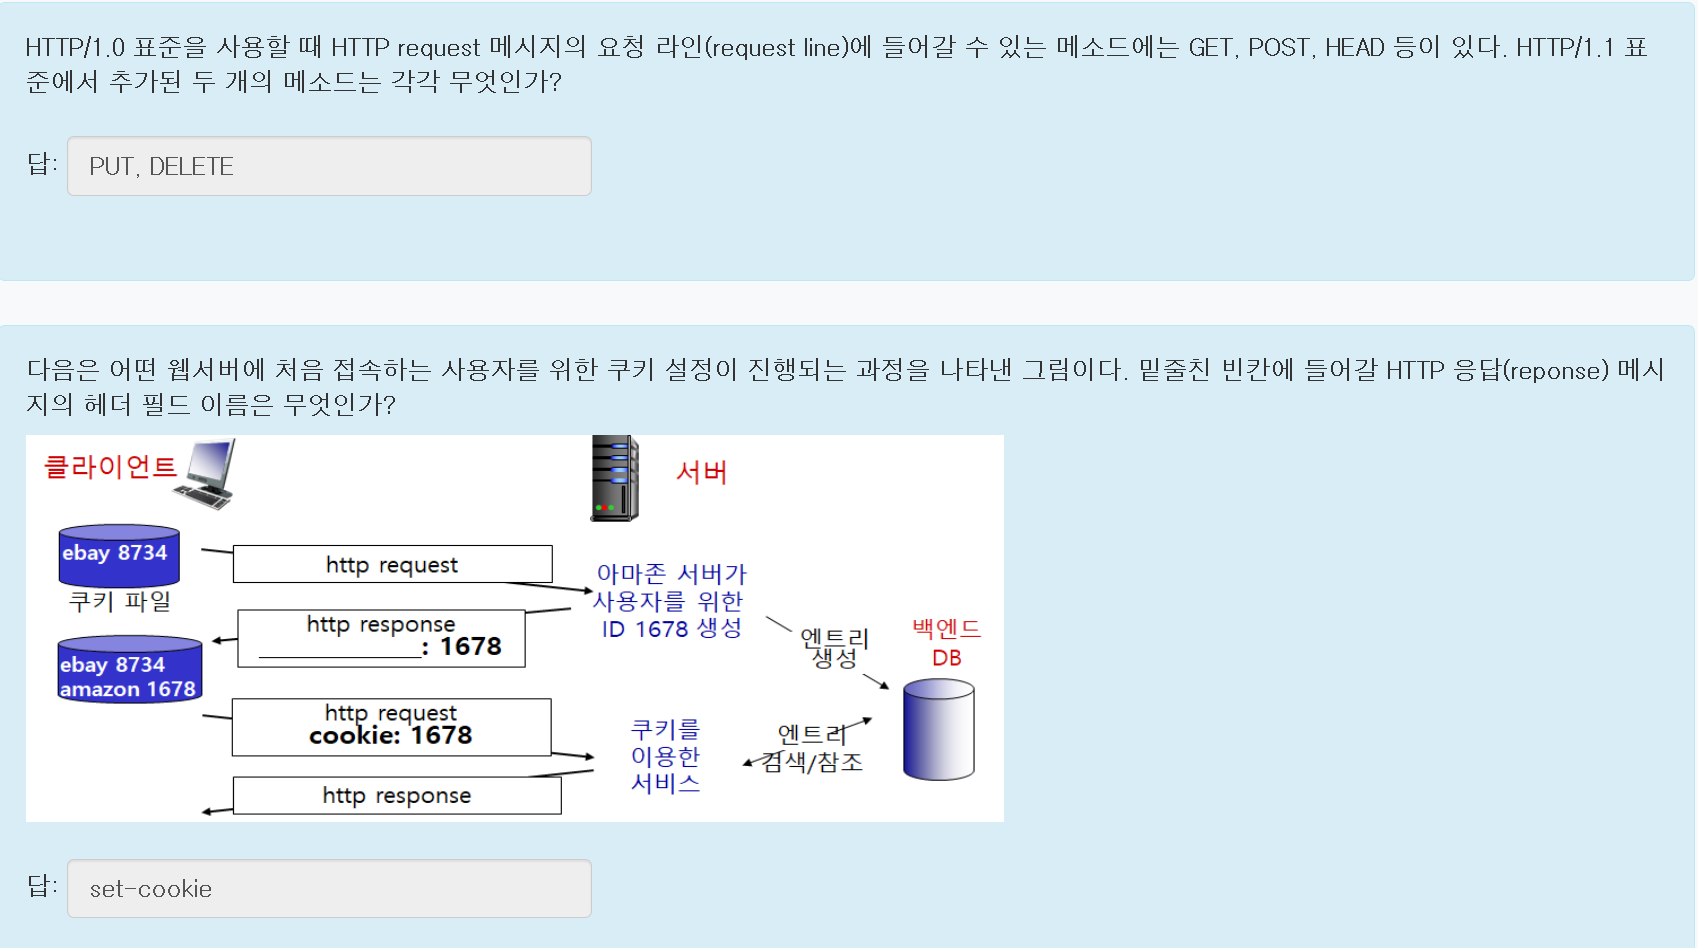 HTTP/1.0 표준을 사용할 때 HTTP request 메시지의 요청 라인(request line)에 들어갈 수 있는 메소드에는 GET, POST, HEAD 등이 있다. HTTP/1.1 표
준에서 추가된 두 개의 메소드는 각각 무엇인가?
답: PUT, DELETE
다음은 어떤 웹서버에 처음 접속하는 사용자를 위한 쿠키 설정이 진행되는 과정을 나타낸 그림이다. 밑줄친 빈칸에 들어갈 HTTP 응답(reponse) 메시
지의 헤더 필드 이름은 무엇인가?
클라이언트
서버
ebay 8734
쿠키 파일
http request
아마존 서버가
사용자를 위한
ID 1678 생성
http response
____________: 1678
엔트리
생성
백엔드
DB
ebay 8734
amazon 1678
http request
cookie: 1678
쿠키를
이용한
서비스
엔트리
검색/참조
http response
답: set-cookie